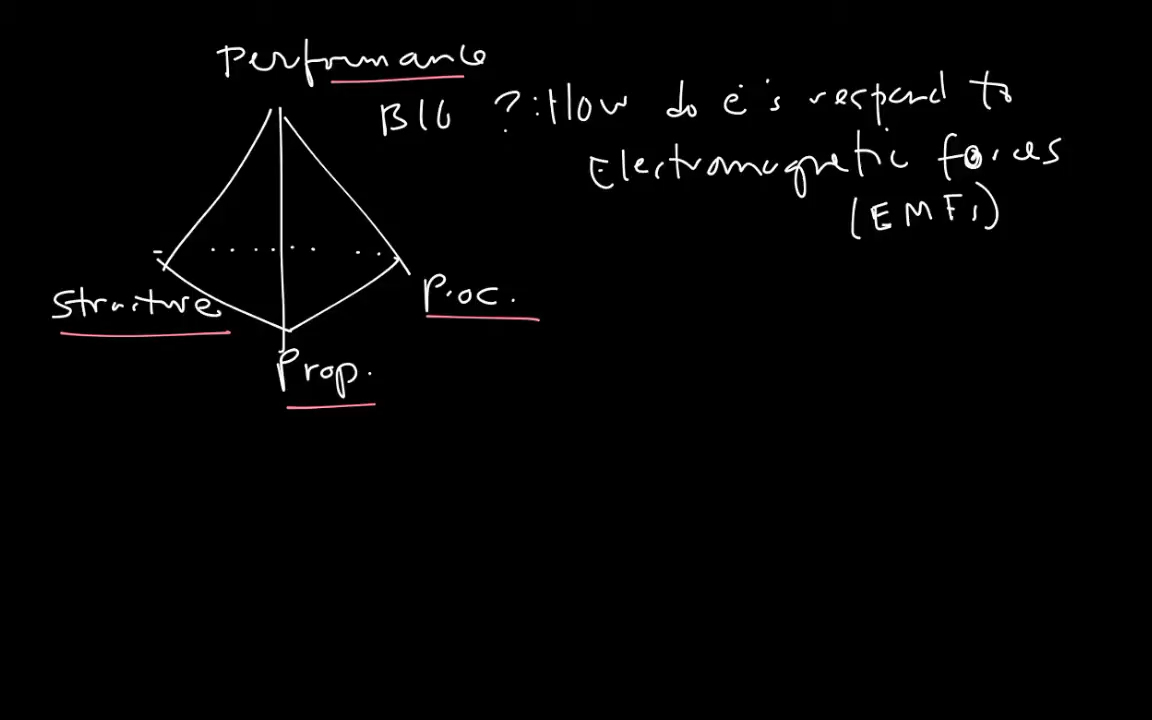 Performance
BIG ?: How do e⁻'s respond to
Electromagnetic forces
(EMFs)
Structure
Proc.
Prop.